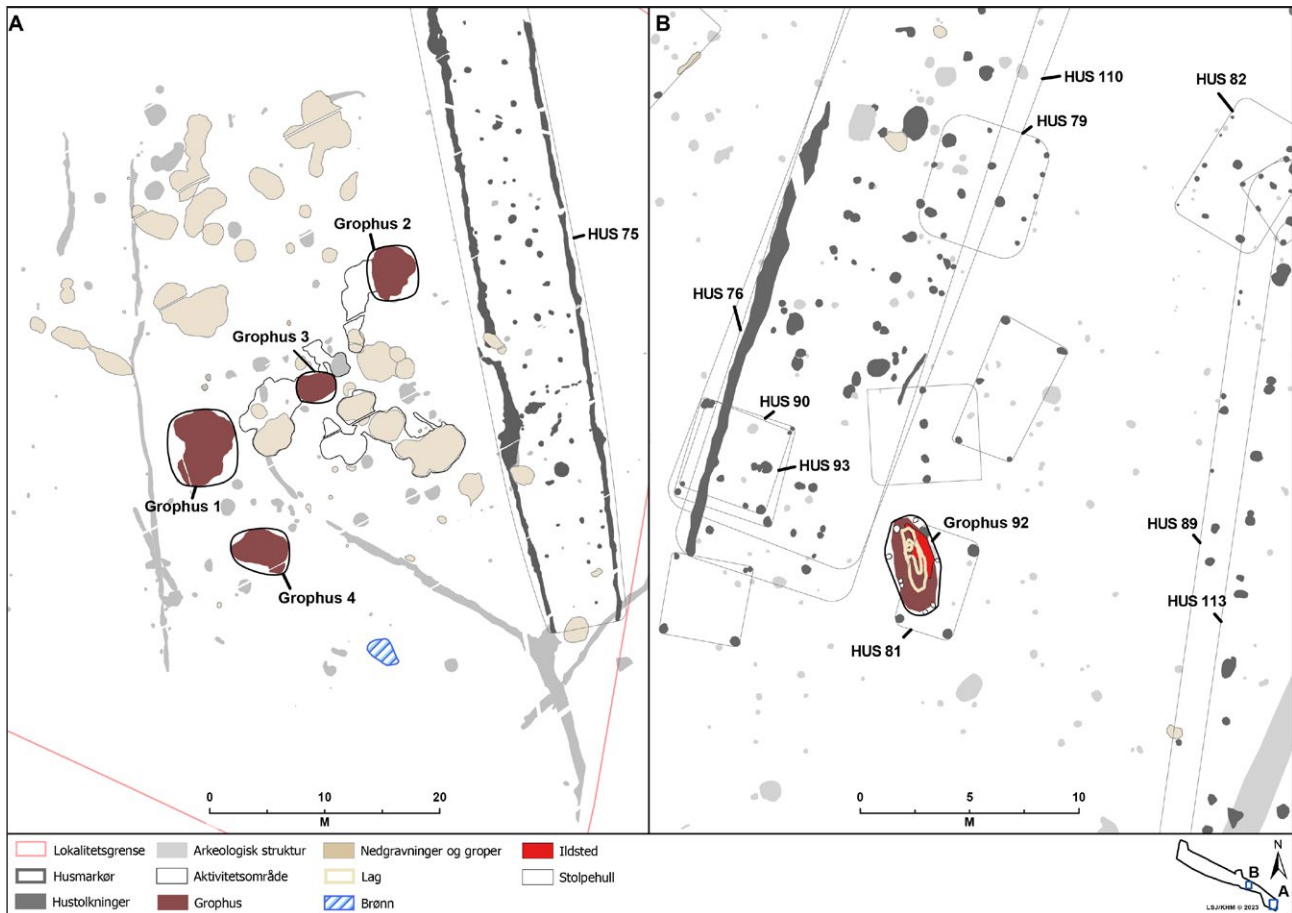 A
Grophus 2
HUS 75
Grophus 3
Grophus 1
Grophus 4
0 10 20
M
B
HUS 110
HUS 82
HUS 79
HUS 76
HUS 90
HUS 93
Grophus 92
HUS 89
HUS 113
HUS 81
0 5 10
M
Lokalitetsgrense
Husmarkør
Hustolkninger
Arkeologisk struktur
Aktivitetsområde
Grophus
Nedgravninger og groper
Lag
Brønn
Ildsted
Stolpehull
N
B
A
LSJ/KHM © 2023